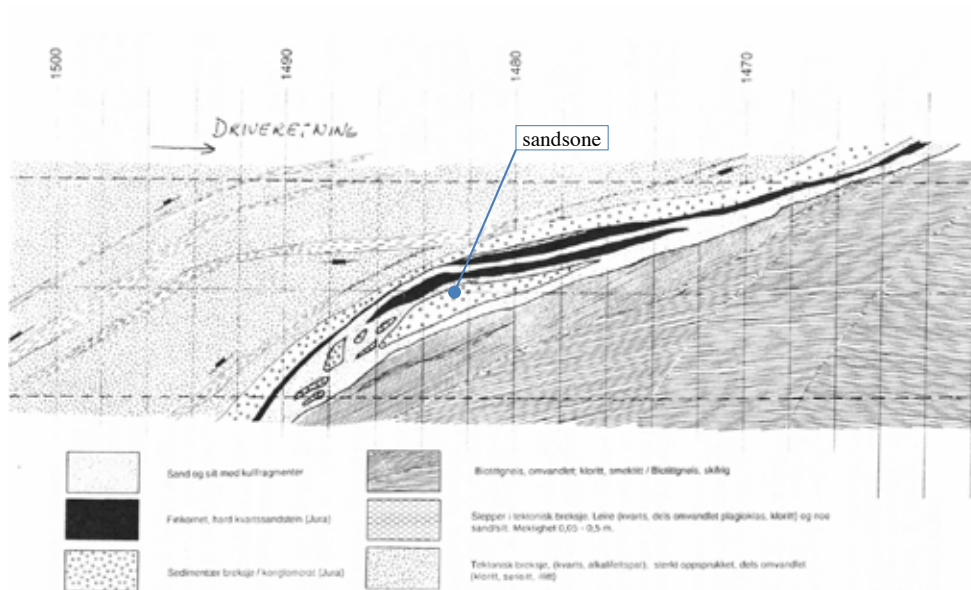 1500
1490
1480
1470
DRIVERETNING
sandsone
Sand og silt med kullfragmenter
Biotittgneis, omvandlet; kloritt, smektitt / Biotittgneis, skifrig
Finkornet, hard kvartssandstein (Jura)
Slepper i tektonisk breksje. Leire (kvarts, dels omvandlet plagioklas, kloritt) og noe
sand/silt. Mektighet 0,05 - 0,5 m.
Sedimentær breksje / konglomerat (Jura)
Tektonisk breksje, (kvarts, alkalifeltspat), sterkt oppsprukket, dels omvandlet
(kloritt, serisitt, illitt)